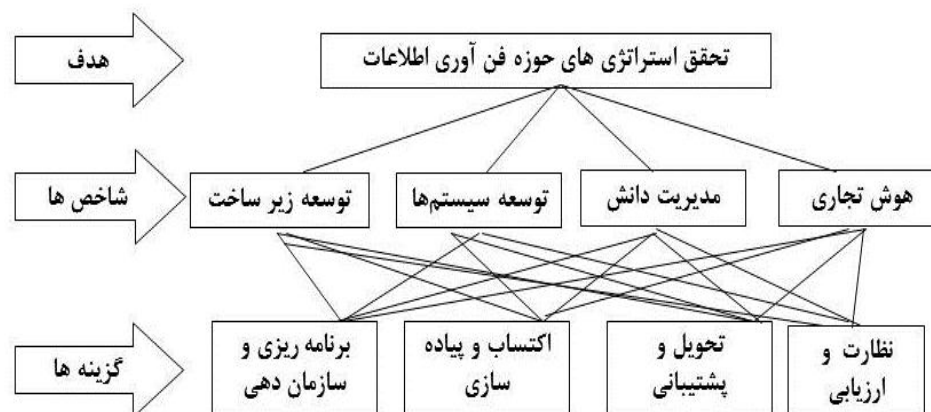 هدف
تحقق استراتژی های حوزه فن آوری اطلاعات
شاخص ها
هوش تجاری
مدیریت دانش
توسعه سیستم‌ها
توسعه زیر ساخت
گزینه ها
نظارت و
ارزیابی
تحویل و
پشتیبانی
اکتساب و پیاده
سازی
برنامه ریزی و
سازمان دهی